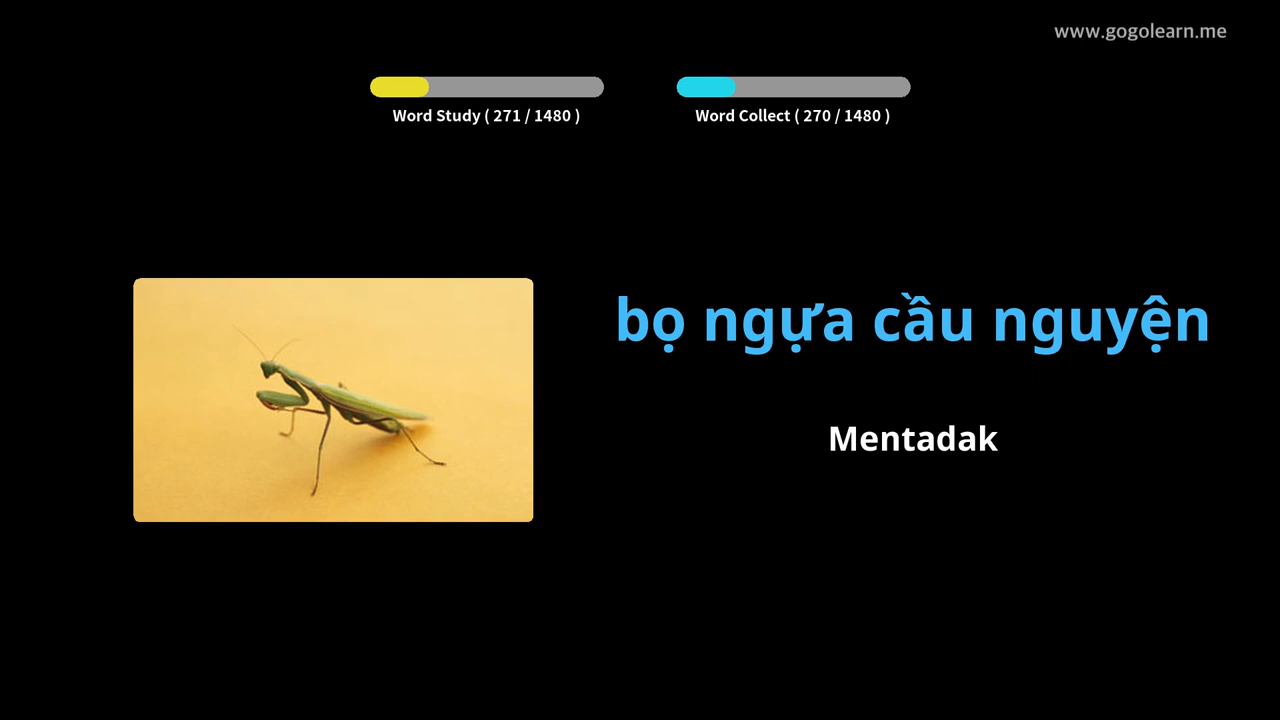 www.gogolearn.me
Word Study ( 271 / 1480 )
Word Collect ( 270 / 1480 )
bọ ngựa cầu nguyện
Mentadak